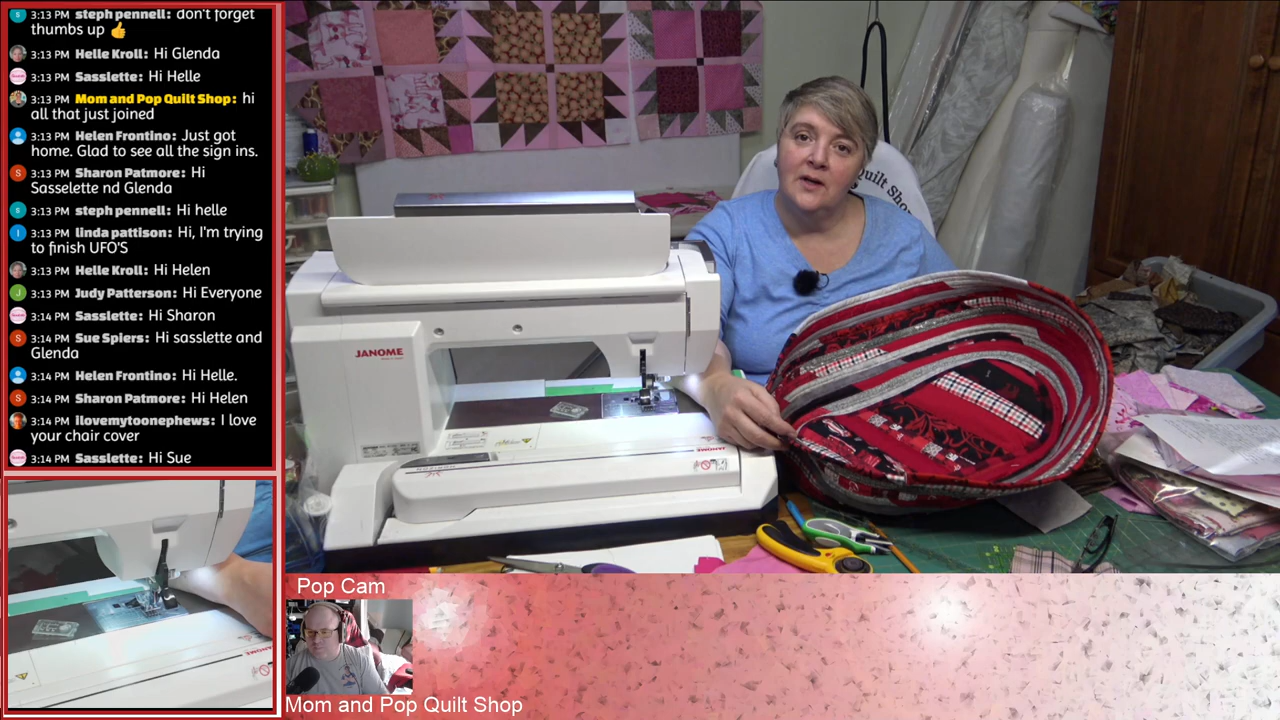 steph pennell: don't forget
3:13 PM
thumbs up 👍
3:13 PM Helle Kroll: Hi Glenda
3:13 PM Sasslette: Hi Helle
3:13 PM Mom and Pop Quilt Shop: hi
all that just joined
3:13 PM Helen Frontino: Just got
home. Glad to see all the sign ins.
3:13 PM Sharon Patmore: Hi
Sasselette nd Glenda
3:13 PM steph pennell: Hi helle
3:13 PM linda pattison: Hi, I'm trying
to finish UFO'S
3:13 PM Helle Kroll: Hi Helen
3:13 PM Judy Patterson: Hi Everyone
3:14 PM Sasslette: Hi Sharon
3:14 PM Sue Spiers: Hi sasslette and
Glenda
3:14 PM Helen Frontino: Hi Helle.
3:14 PM Sharon Patmore: Hi Helen
3:14 PM ilovemytoonephews: I love
your chair cover
3:14 PM Sasslette: Hi Sue
Quilt Shop
JANOME
JANOME
Pop Cam
Mom and Pop Quilt Shop